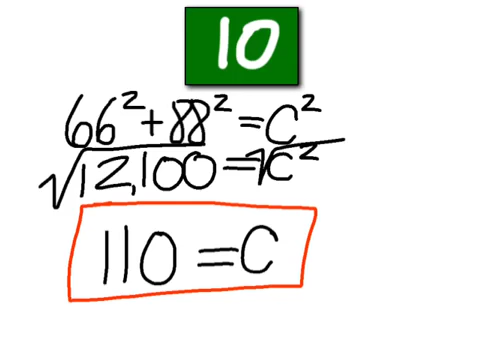 10
66² + 88² = C²
√12,100 = √C²
110 = C